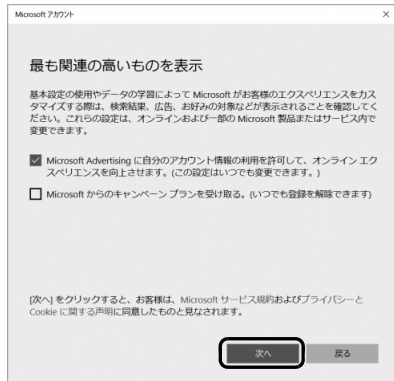 Microsoft アカウント
最も関連の高いものを表示
基本設定の使用やデータの学習によって Microsoft がお客様のエクスペリエンスをカス
タマイズする際は、検索結果、広告、お好みの対象などが表示されることを確認してく
ださい。これらの設定は、オンラインおよび一部の Microsoft 製品またはサービス内で
変更できます。
Microsoft Advertising に自分のアカウント情報の利用を許可して、オンライン エク
スペリエンスを向上させます。(この設定はいつでも変更できます。)
Microsoft からのキャンペーン プランを受け取る。(いつでも登録を解除できます)
[次へ] をクリックすると、お客様は、Microsoft サービス規約およびプライバシーと
Cookie に関する声明に同意したものと見なされます。
次へ 戻る